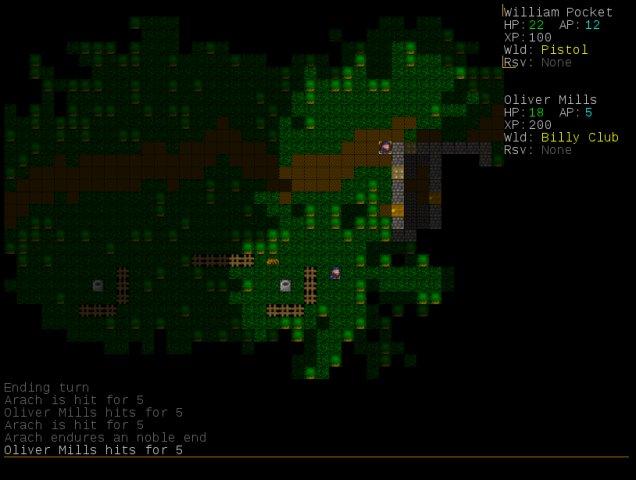 William Pocket
HP:22 AP:12
XP:100
Wld: Pistol
Rsv: None
Oliver Mills
HP:18 AP:5
XP:200
Wld: Billy Club
Rsv: None
Ending turn
Arach is hit for 5
Oliver Mills hits for 5
Arach is hit for 5
Arach endures an noble end
Oliver Mills hits for 5